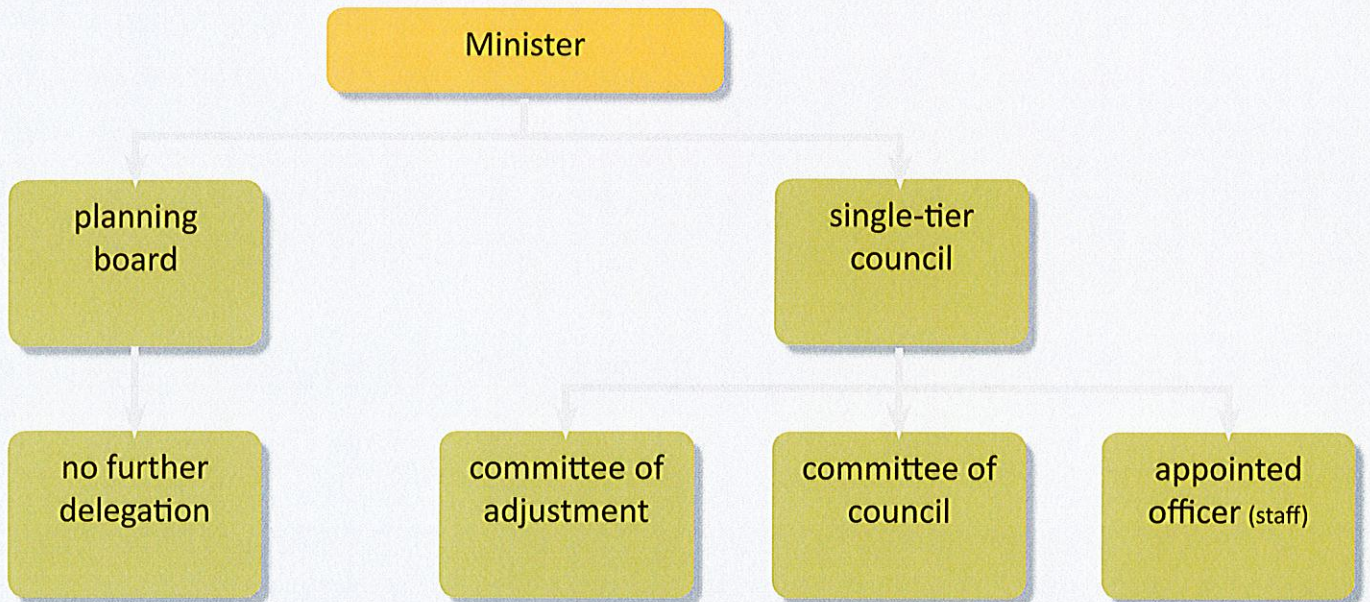 Minister
planning
board
single-tier
council
no further
delegation
committee of
adjustment
committee of
council
appointed
officer (staff)